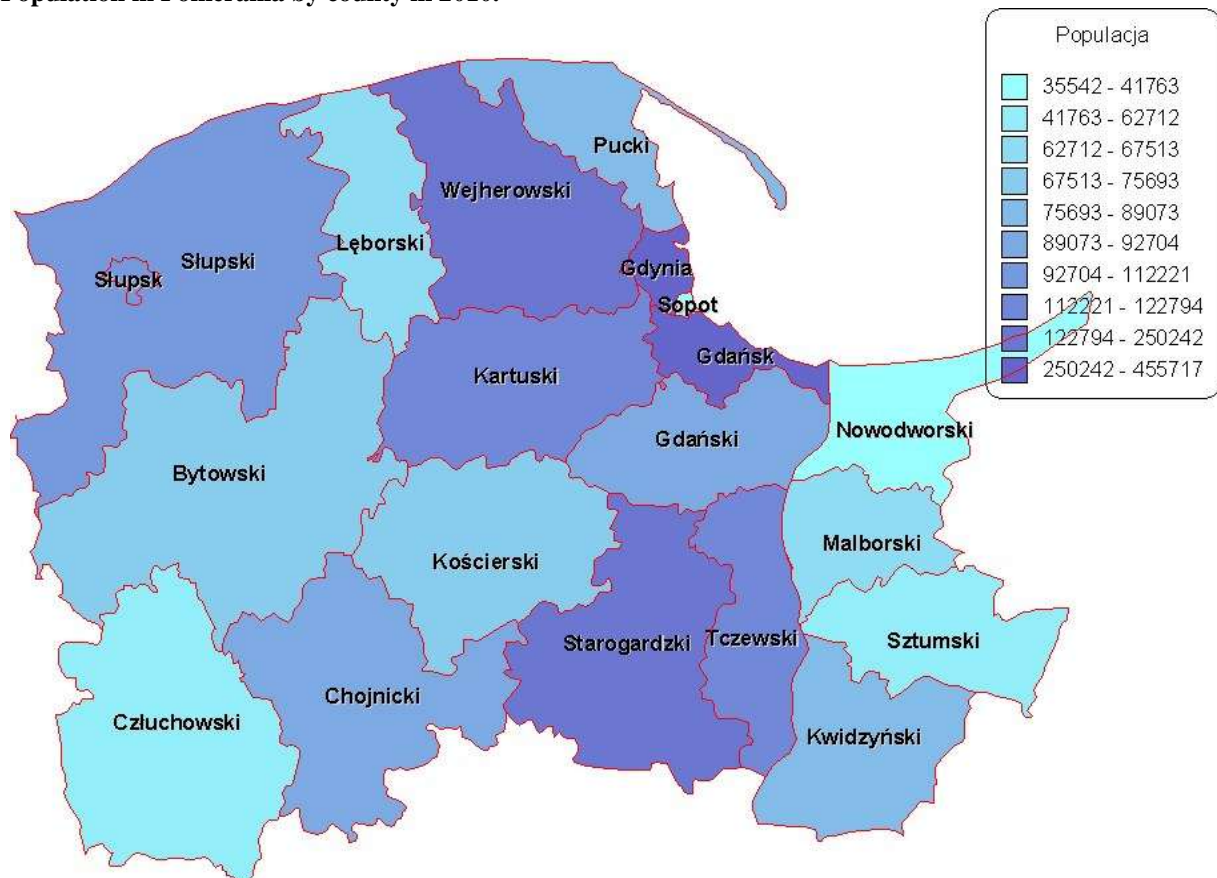 Population in Pomerania by county in 2010.
Populacja
35542 - 41763
41763 - 62712
62712 - 67513
67513 - 75693
75693 - 89073
89073 - 92704
92704 - 112221
112221 - 122794
122794 - 250242
250242 - 455717
Pucki
Wejherowski
Lęborski
Słupski
Słupsk
Gdynia
Sopot
Gdańsk
Kartuski
Gdański
Nowodworski
Bytowski
Kościerski
Malborski
Starogardzki
Tczewski
Sztumski
Chojnicki
Człuchowski
Kwidzyński